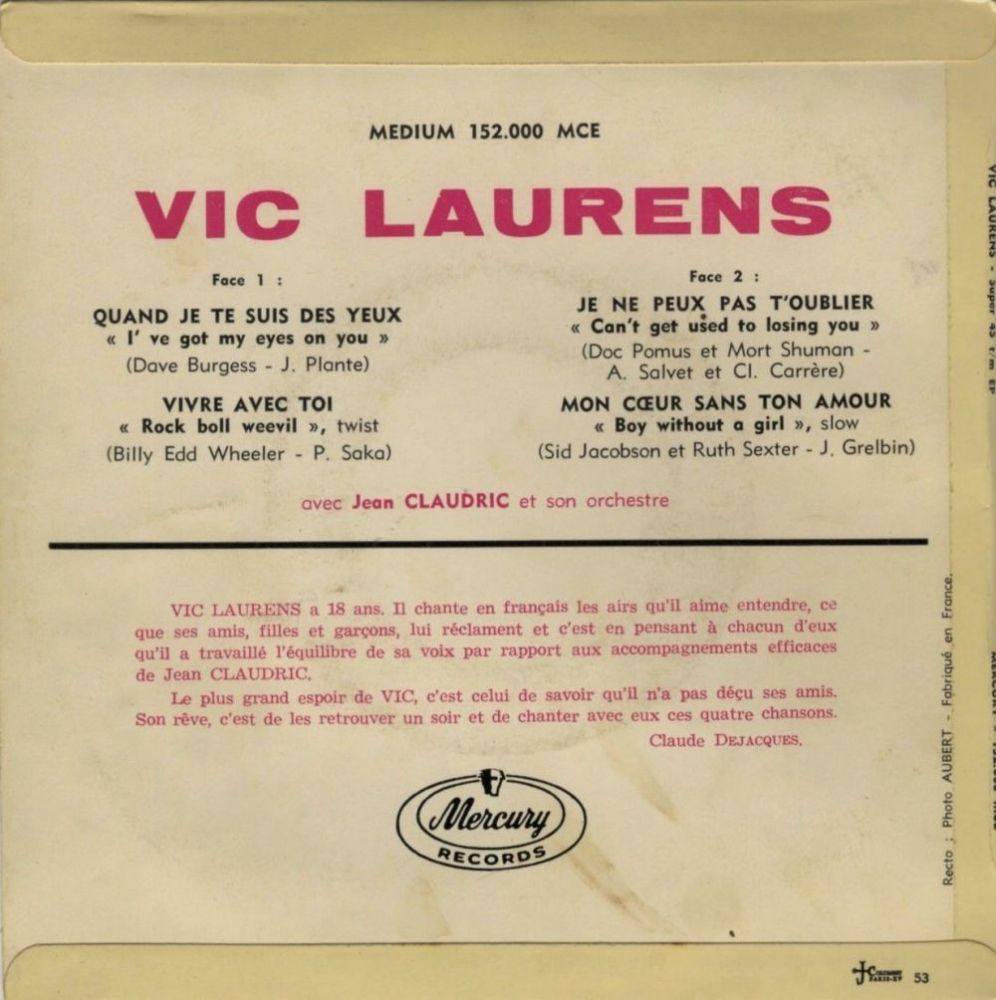 MEDIUM 152.000 MCE
VIC LAURENS
Face 1 :
QUAND JE TE SUIS DES YEUX
« I' ve got my eyes on you »
(Dave Burgess - J. Plante)
VIVRE AVEC TOI
« Rock boll weevil », twist
(Billy Edd Wheeler - P. Saka)
Face 2 :
JE NE PEUX PAS T'OUBLIER
« Can't get used to losing you »
(Doc Pomus et Mort Shuman -
A. Salvet et Cl. Carrère)
MON CŒUR SANS TON AMOUR
« Boy without a girl », slow
(Sid Jacobson et Ruth Sexter - J. Grelbin)
avec Jean CLAUDRIC et son orchestre
VIC LAURENS a 18 ans. Il chante en français les airs qu'il aime entendre, ce
que ses amis, filles et garçons, lui réclament et c'est en pensant à chacun d'eux
qu'il a travaillé l'équilibre de sa voix par rapport aux accompagnements efficaces
de Jean CLAUDRIC.
Le plus grand espoir de VIC, c'est celui de savoir qu'il n'a pas déçu ses amis.
Son rêve, c'est de les retrouver un soir et de chanter avec eux ces quatre chansons.
Claude DEJACQUES.
Mercury
RECORDS
Recto : Photo AUBERT - Fabriqué en France.
VIC LAURENS - Super 45 t/m EP
53